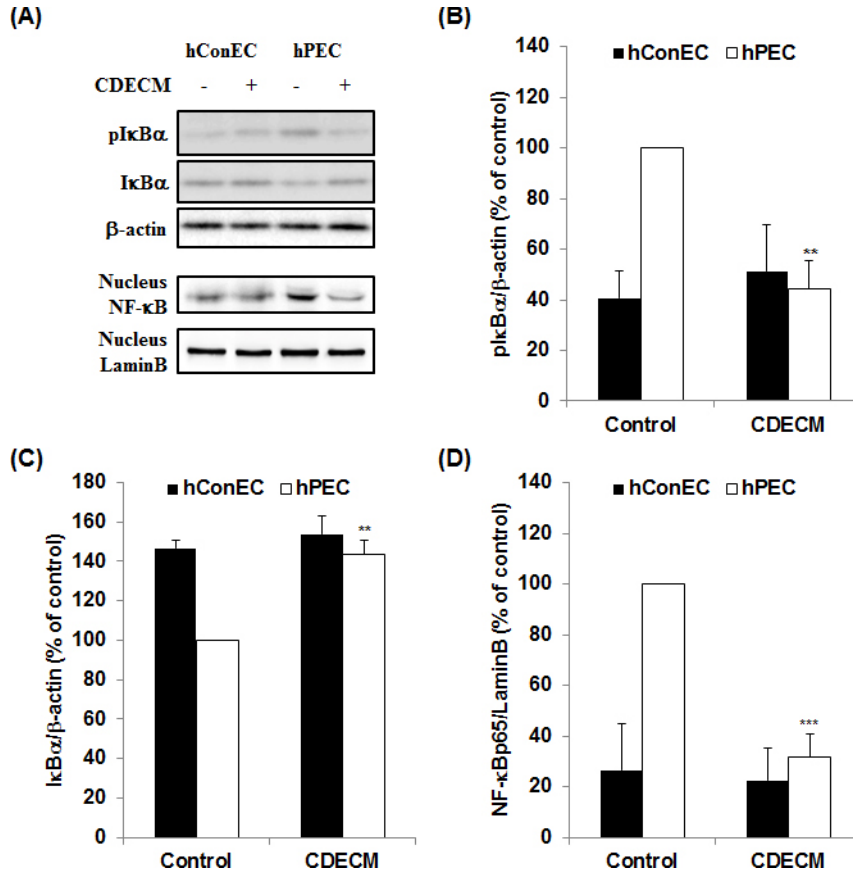 (A)
hConEC hPEC
CDECM - + - +
pIκBα
IκBα
β-actin
Nucleus
NF-κB
Nucleus
LaminB
(B)
pIκBα/β-actin (% of control)
140
120
100
80
60
40
20
0
hConEC hPEC
**
Control CDECM
(C)
IκBα/β-actin (% of control)
180
160
140
120
100
80
60
40
20
0
hConEC hPEC
**
Control CDECM
(D)
NF-κBp65/LaminB (% of control)
140
120
100
80
60
40
20
0
hConEC hPEC
***
Control CDECM